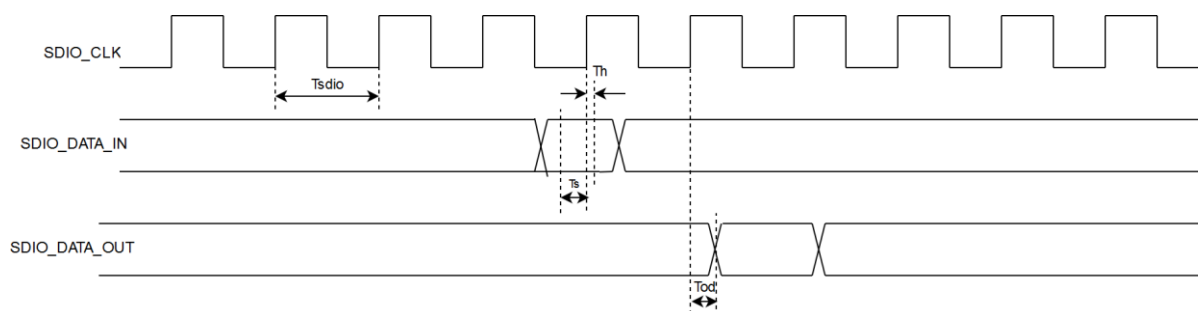 SDIO_CLK
Th
Tsdio
SDIO_DATA_IN
Ts
SDIO_DATA_OUT
Tod